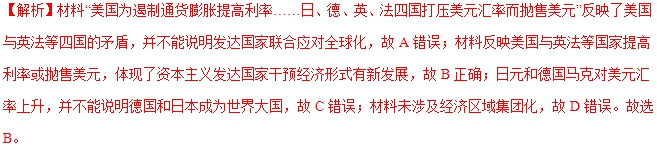 【解析】材料“美国为遏制通货膨胀提高利率……日、德、英、法四国打压美元汇率而抛售美元”反映了美国
与英法等四国的矛盾，并不能说明发达国家联合应对全球化，故 A 错误；材料反映美国与英法等国家提高
利率或抛售美元，体现了资本主义发达国家干预经济形式有新发展，故 B 正确；日元和德国马克对美元汇
率上升，并不能说明德国和日本成为世界大国，故 C 错误；材料未涉及经济区域集团化，故 D 错误。故选
B。